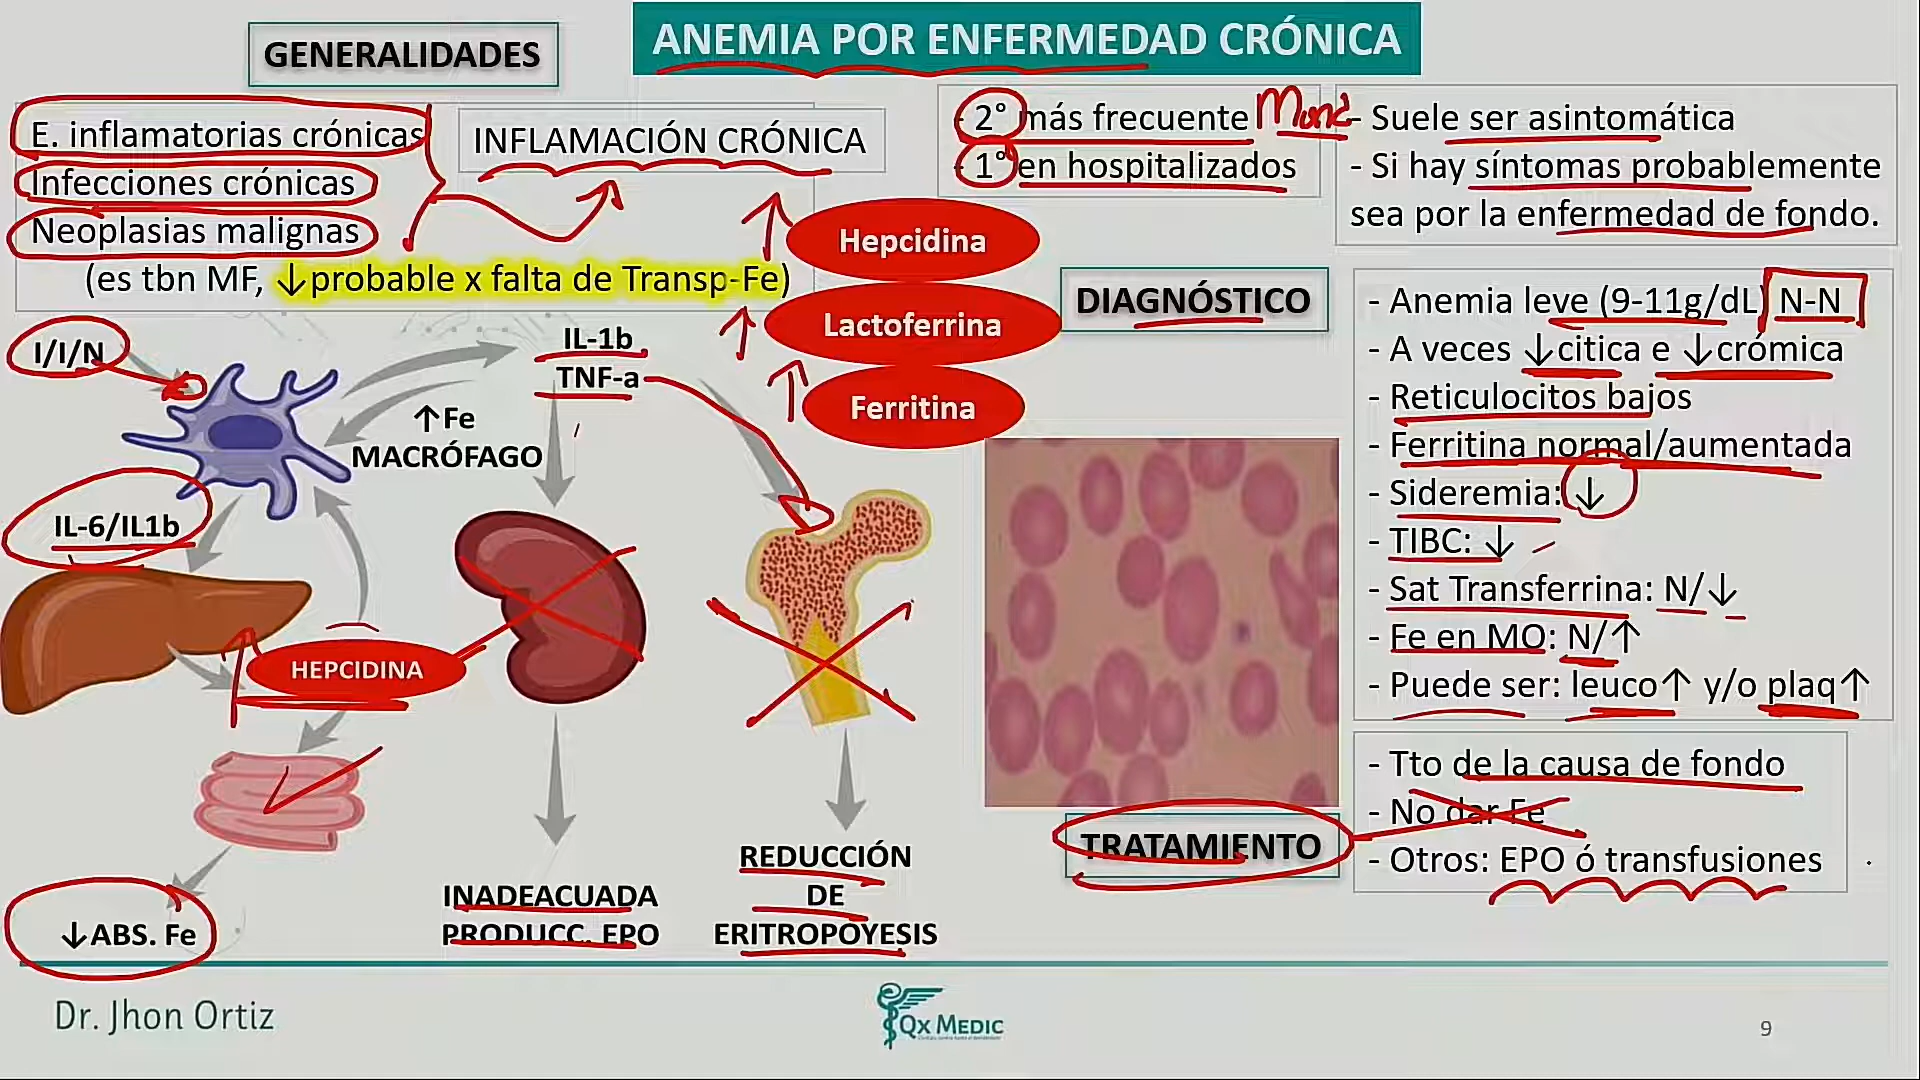 ANEMIA POR ENFERMEDAD CRÓNICA
GENERALIDADES
E. inflamatorias crónicas
Infecciones crónicas
Neoplasias malignas
(es tbn MF, ↓probable x falta de Transp-Fe)
INFLAMACIÓN CRÓNICA
- 2° más frecuente
- 1° en hospitalizados
- Suele ser asintomática
- Si hay síntomas probablemente
sea por la enfermedad de fondo.
Hepcidina
Lactoferrina
Ferritina
I/I/N
IL-1b
TNF-a
↑Fe
MACRÓFAGO
IL-6/IL1b
HEPCIDINA
↓ABS. Fe
INADEACUADA
PRODUCC. EPO
REDUCCIÓN
DE
ERITROPOYESIS
DIAGNÓSTICO
- Anemia leve (9-11g/dL) N-N
- A veces ↓citica e ↓crómica
- Reticulocitos bajos
- Ferritina normal/aumentada
- Sideremia: ↓
- TIBC: ↓
- Sat Transferrina: N/↓
- Fe en MO: N/↑
- Puede ser: leuco↑ y/o plaq↑
TRATAMIENTO
- Tto de la causa de fondo
- No dar Fe
- Otros: EPO ó transfusiones
Dr. Jhon Ortiz
QX MEDIC
9